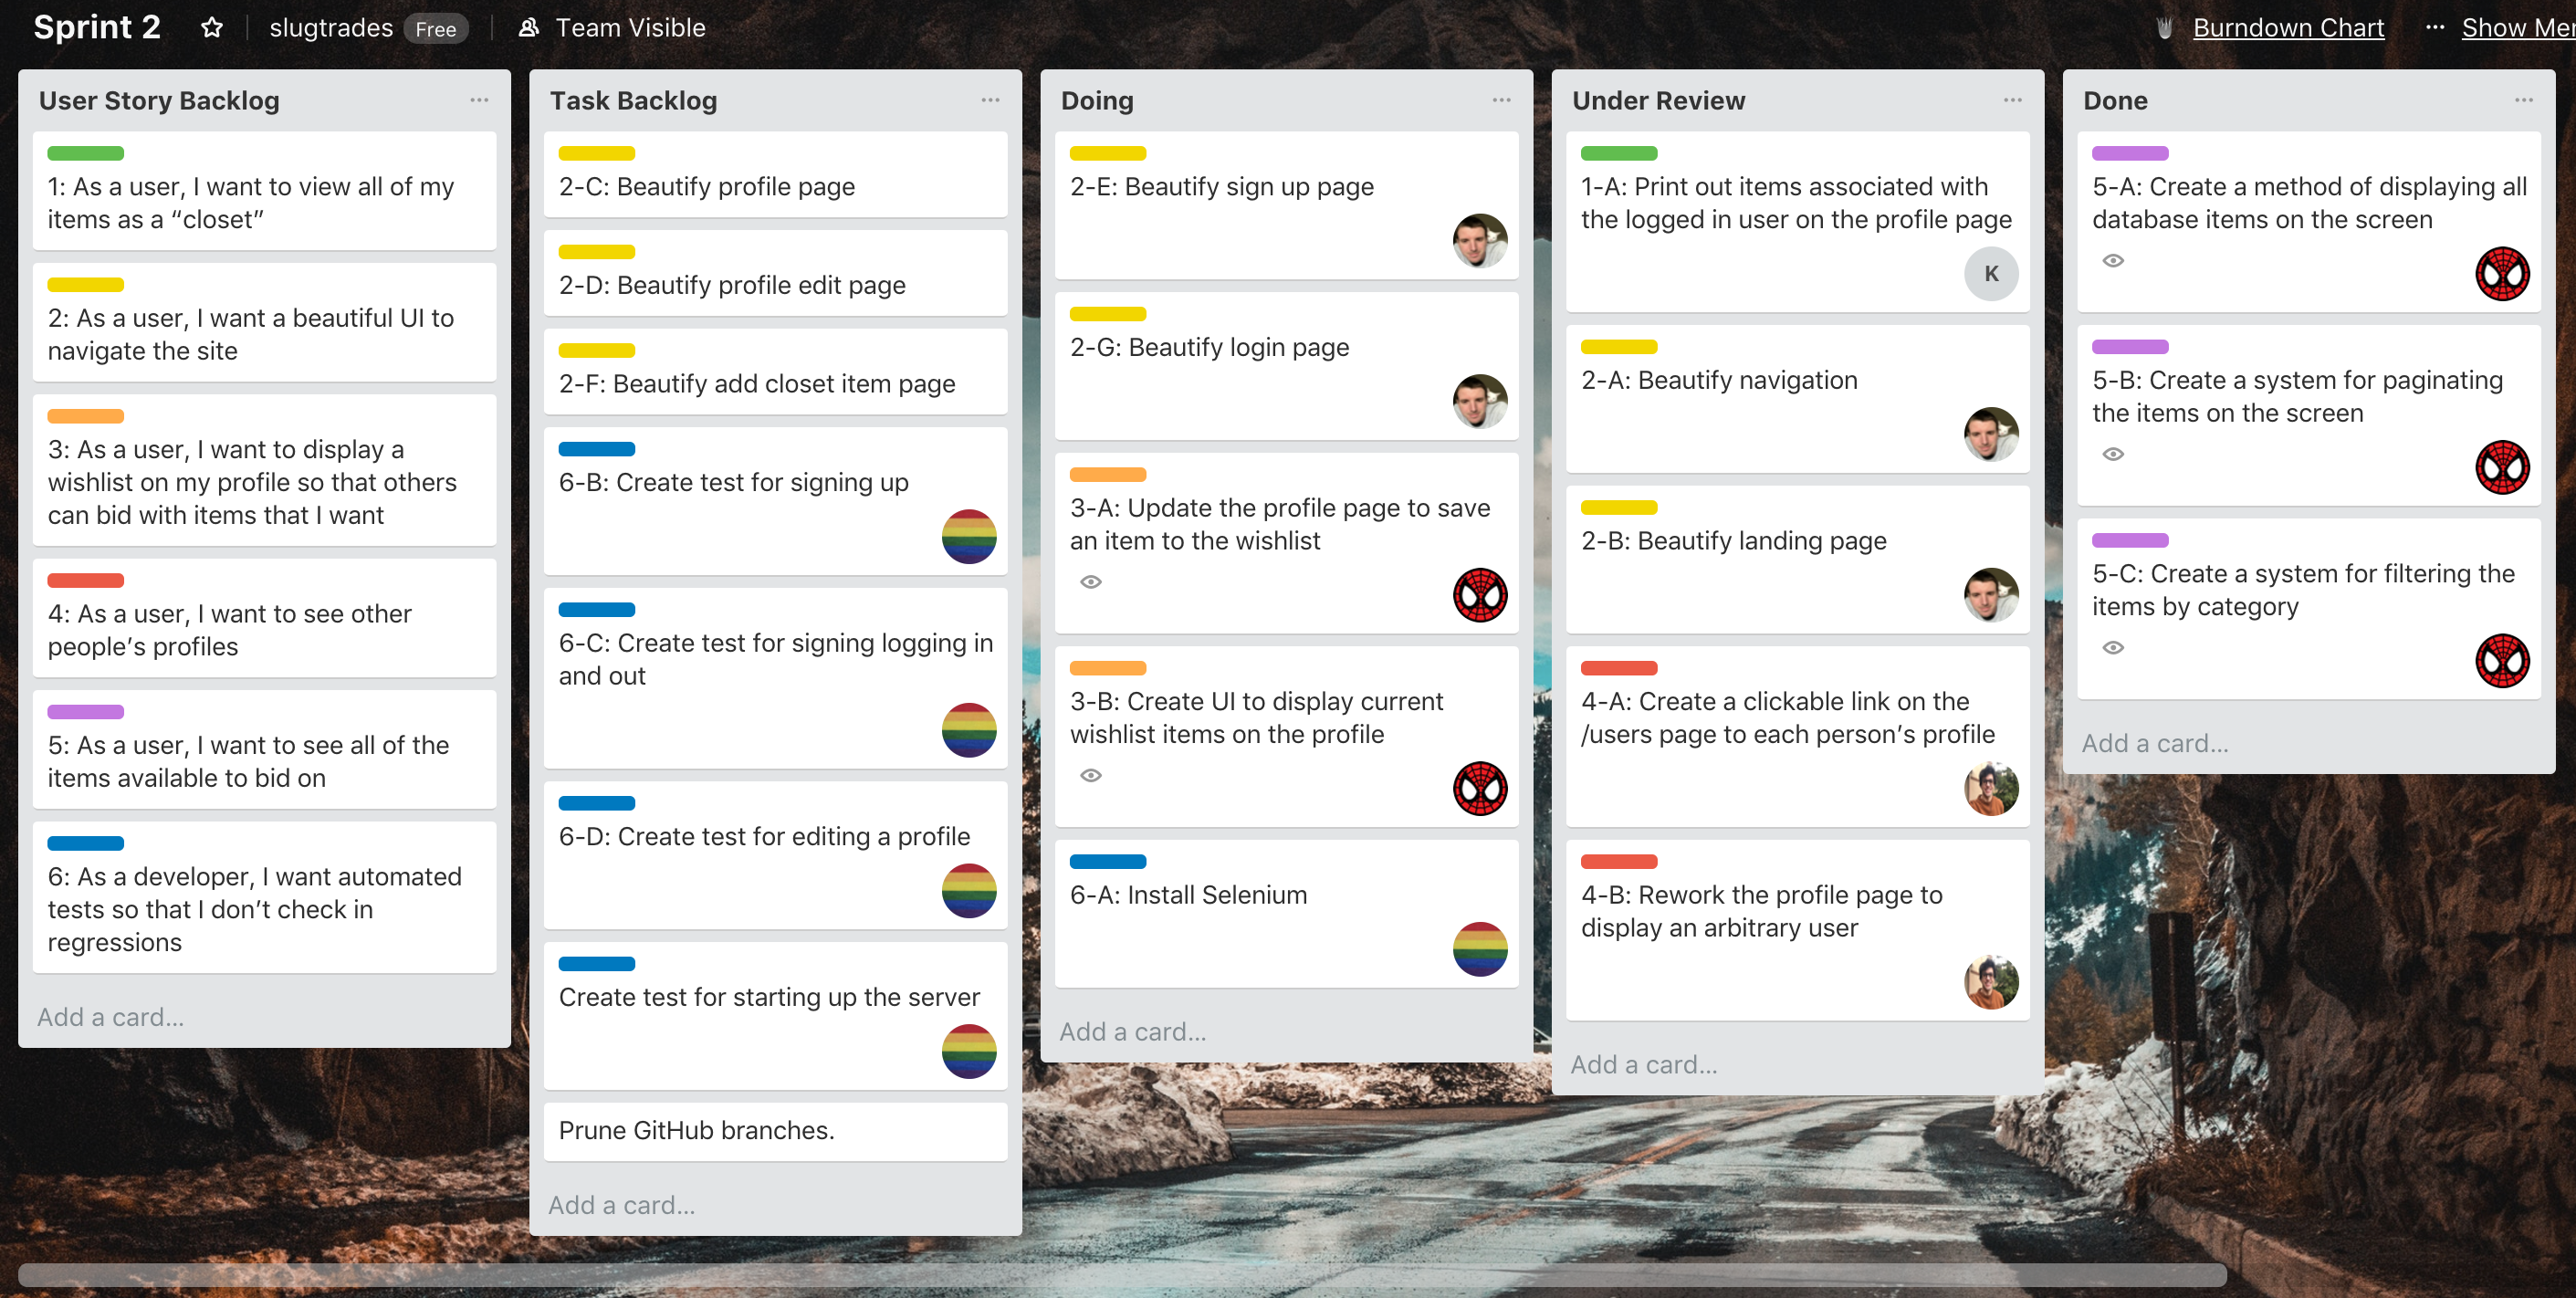 Sprint 2
slugtrades Free
Team Visible
Burndown Chart
Show Me
User Story Backlog
1: As a user, I want to view all of my
items as a “closet”
2: As a user, I want a beautiful UI to
navigate the site
3: As a user, I want to display a
wishlist on my profile so that others
can bid with items that I want
4: As a user, I want to see other
people’s profiles
5: As a user, I want to see all of the
items available to bid on
6: As a developer, I want automated
tests so that I don’t check in
regressions
Add a card...
Task Backlog
2-C: Beautify profile page
2-D: Beautify profile edit page
2-F: Beautify add closet item page
6-B: Create test for signing up
6-C: Create test for signing logging in
and out
6-D: Create test for editing a profile
Create test for starting up the server
Prune GitHub branches.
Add a card...
Doing
2-E: Beautify sign up page
2-G: Beautify login page
3-A: Update the profile page to save
an item to the wishlist
3-B: Create UI to display current
wishlist items on the profile
6-A: Install Selenium
Add a card...
Under Review
1-A: Print out items associated with
the logged in user on the profile page
K
2-A: Beautify navigation
2-B: Beautify landing page
4-A: Create a clickable link on the
/users page to each person’s profile
4-B: Rework the profile page to
display an arbitrary user
Add a card...
Done
5-A: Create a method of displaying all
database items on the screen
5-B: Create a system for paginating
the items on the screen
5-C: Create a system for filtering the
items by category
Add a card...